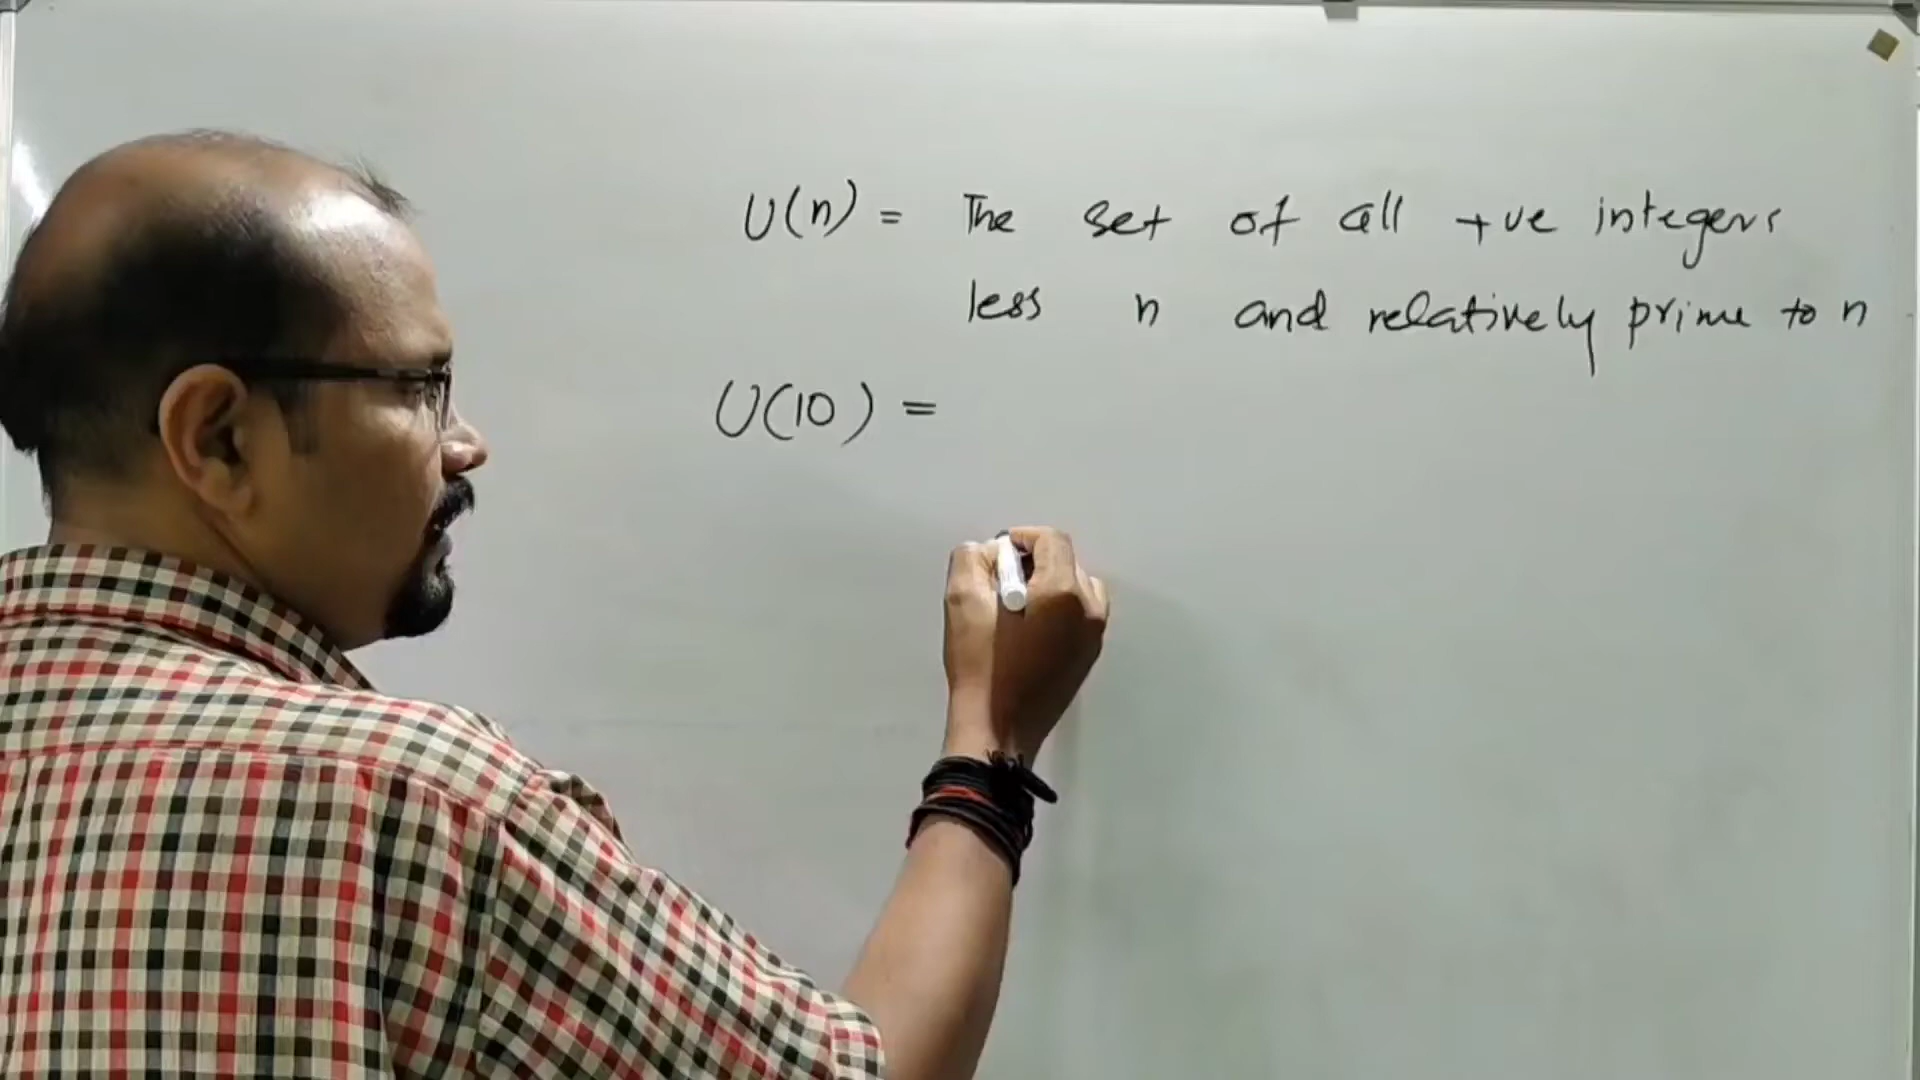 U(n) = The set of all +ve integers
less n and relatively prime to n
U(10) =